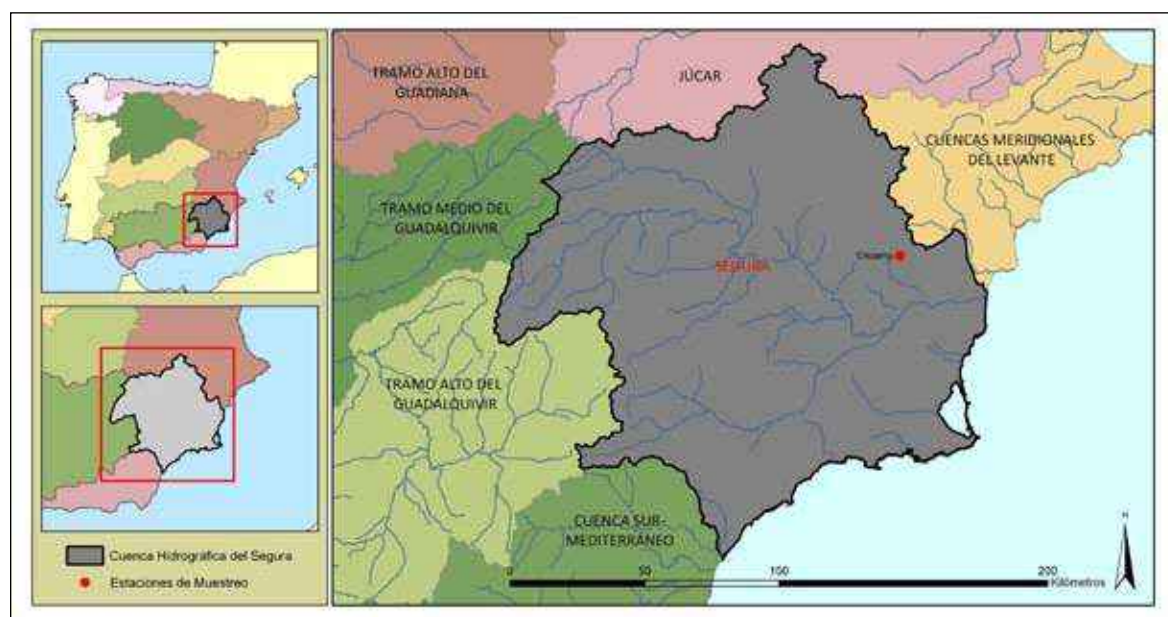 TRAMO ALTO DEL
GUADIANA
JÚCAR
CUENCAS MERIDIONALES
DEL LEVANTE
TRAMO MEDIO DEL
GUADALQUIVIR
SEGURA
TRAMO ALTO DEL
GUADALQUIVIR
CUENCA SUR-
MEDITERRÁNEO
N
0 50 100 200
Kilómetros
Cuenca Hidrográfica del Segura
Estaciones de Muestreo